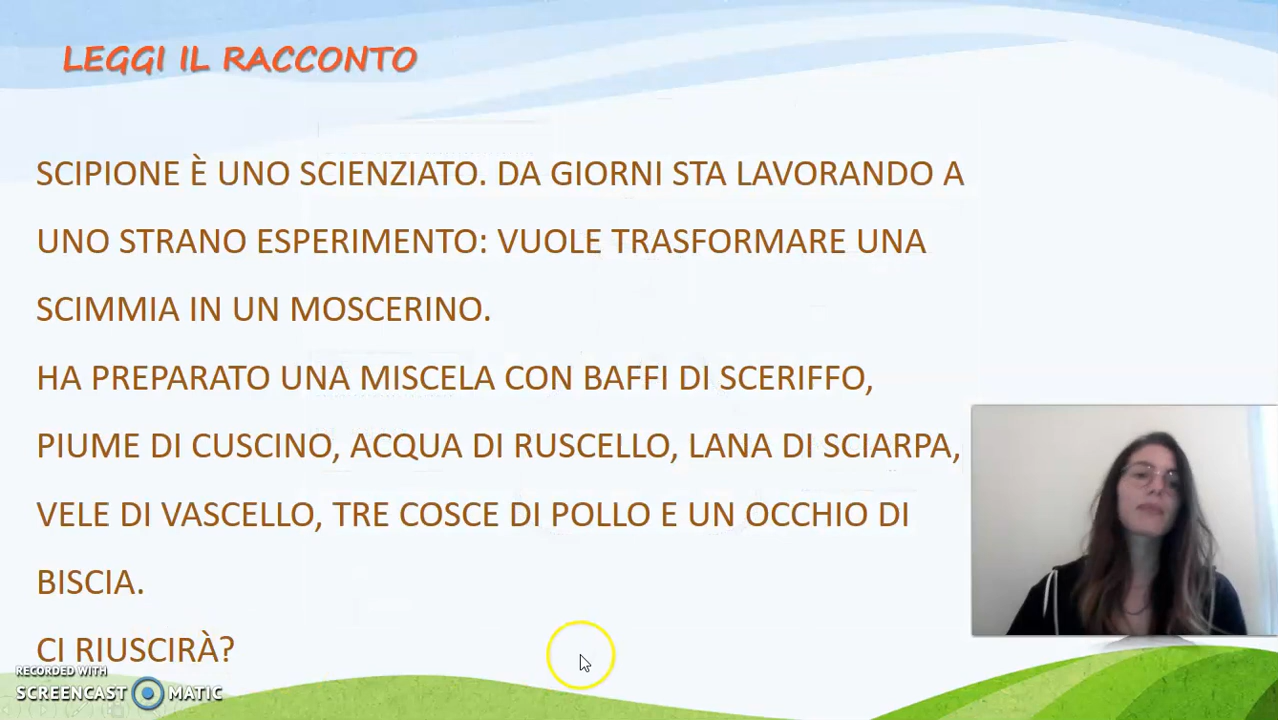 LEGGI IL RACCONTO
SCIPIONE È UNO SCIENZIATO. DA GIORNI STA LAVORANDO A
UNO STRANO ESPERIMENTO: VUOLE TRASFORMARE UNA
SCIMMIA IN UN MOSCERINO.
HA PREPARATO UNA MISCELA CON BAFFI DI SCERIFFO,
PIUME DI CUSCINO, ACQUA DI RUSCELLO, LANA DI SCIARPA,
VELE DI VASCELLO, TRE COSCE DI POLLO E UN OCCHIO DI
BISCIA.
CI RIUSCIRÀ?
RECORDED WITH
SCREENCAST MATIC